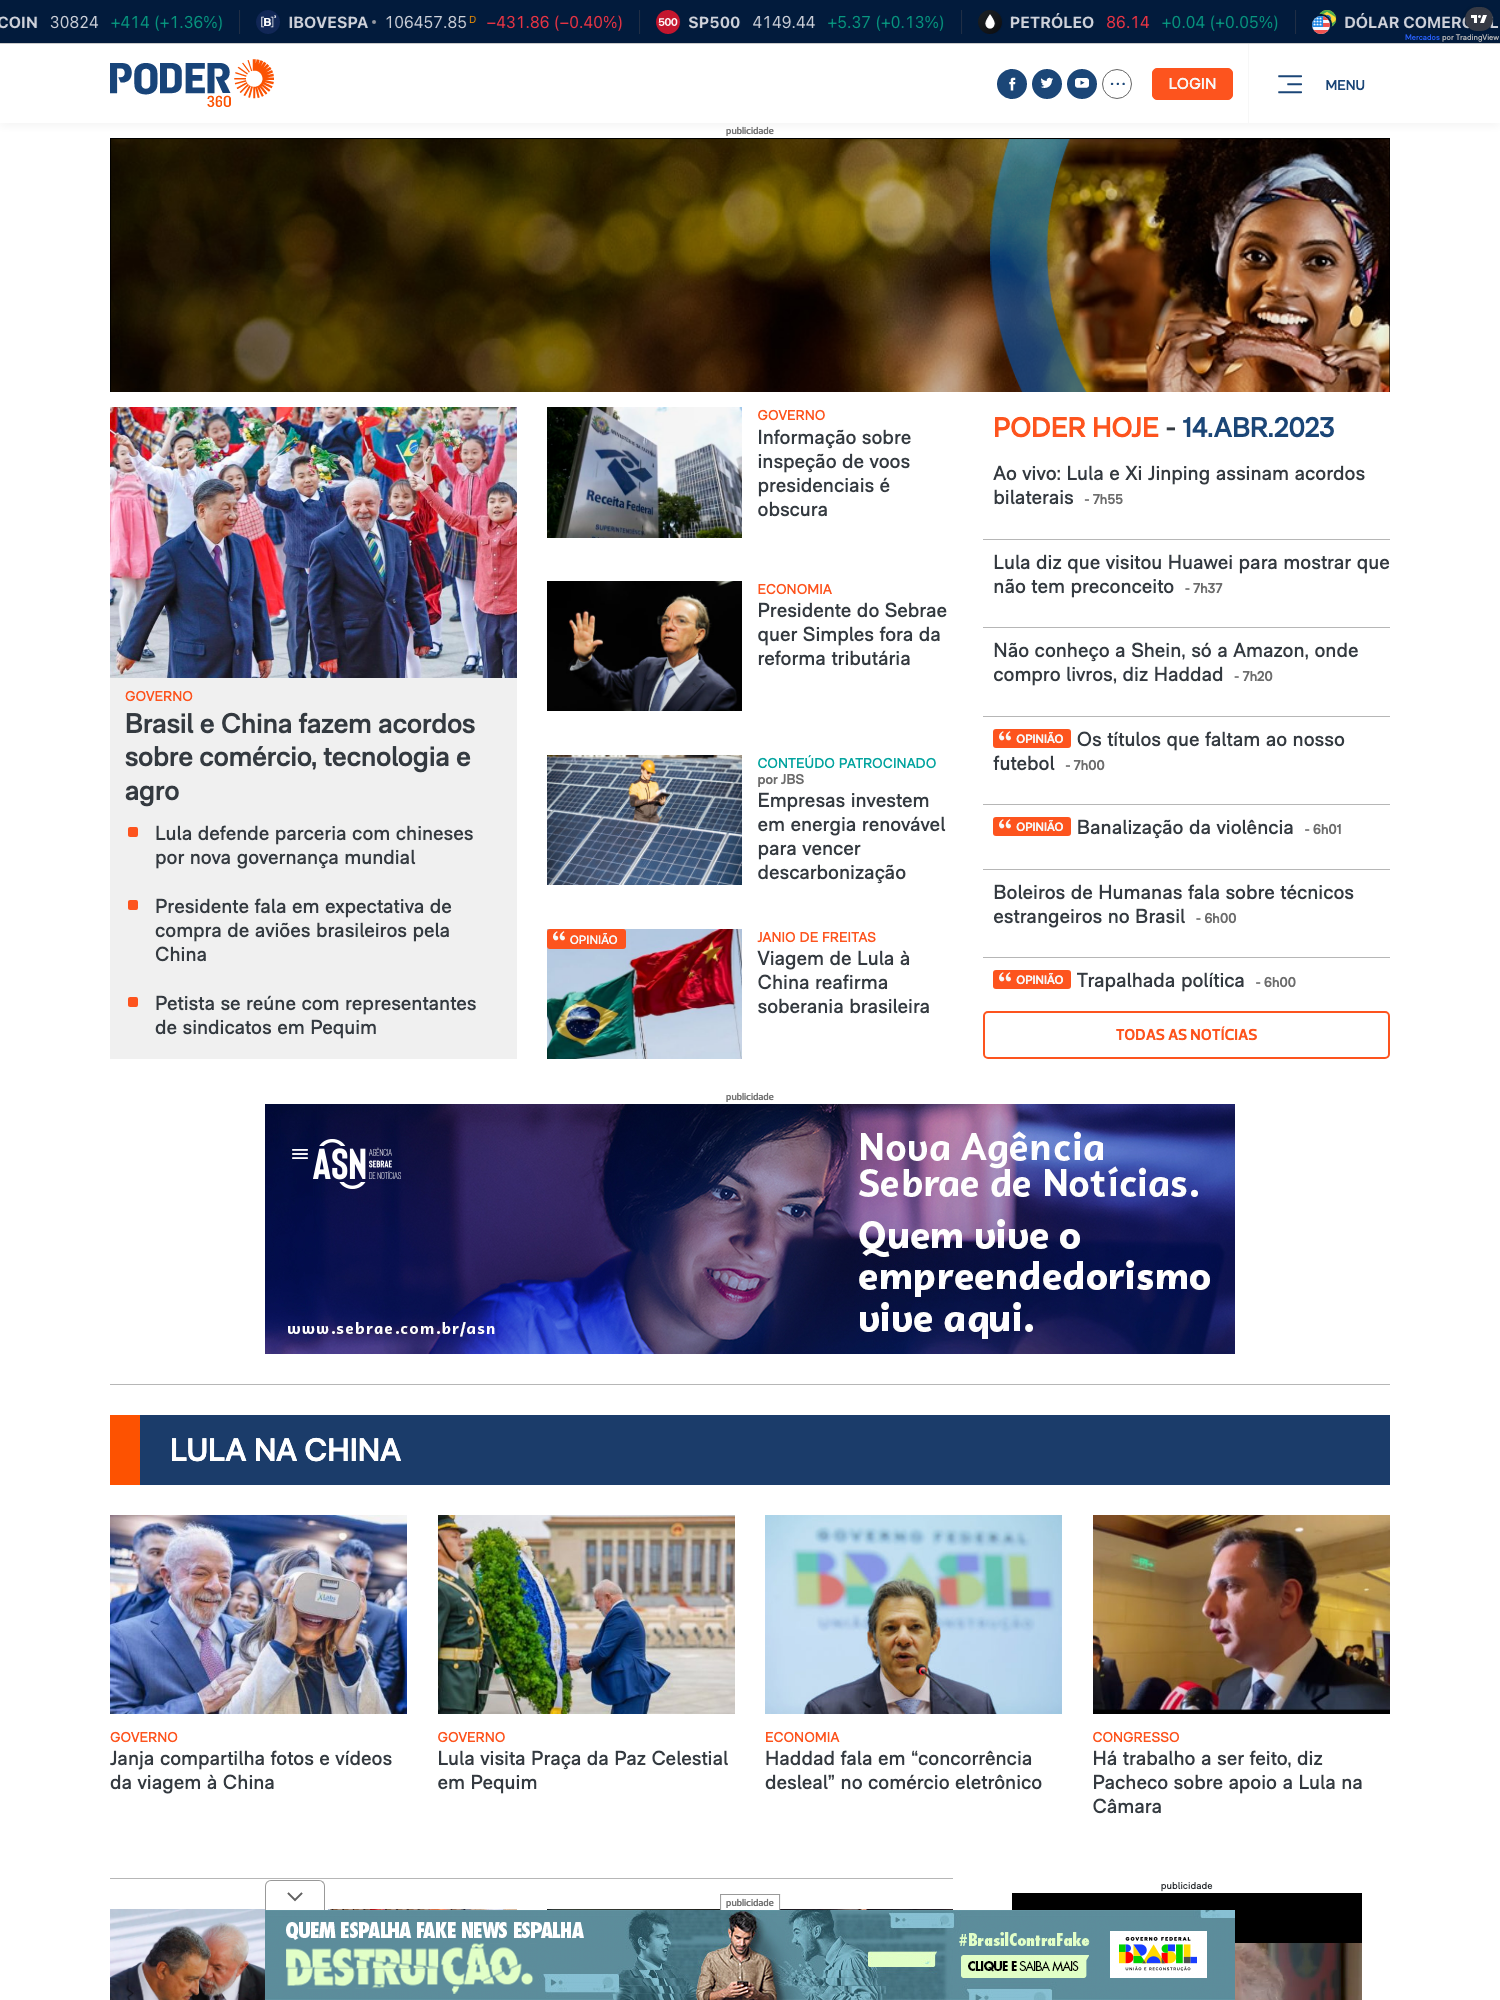 COIN 30824 +414 (+1.36%) IBOVESPA 106457.85 D −431.86 (−0.40%) 500 SP500 4149.44 +5.37 (+0.13%) PETRÓLEO 86.14 +0.04 (+0.05%) DÓLAR COMERC
Mercados por TradingView
PODER
360
LOGIN
MENU
publicidade
GOVERNO
Brasil e China fazem acordos
sobre comércio, tecnologia e
agro
Lula defende parceria com chineses
por nova governança mundial
Presidente fala em expectativa de
compra de aviões brasileiros pela
China
Petista se reúne com representantes
de sindicatos em Pequim
Receita Federal
GOVERNO
Informação sobre
inspeção de voos
presidenciais é
obscura
ECONOMIA
Presidente do Sebrae
quer Simples fora da
reforma tributária
CONTEÚDO PATROCINADO
por JBS
Empresas investem
em energia renovável
para vencer
descarbonização
“ OPINIÃO
JANIO DE FREITAS
Viagem de Lula à
China reafirma
soberania brasileira
PODER HOJE - 14.ABR.2023
Ao vivo: Lula e Xi Jinping assinam acordos
bilaterais - 7h55
Lula diz que visitou Huawei para mostrar que
não tem preconceito - 7h37
Não conheço a Shein, só a Amazon, onde
compro livros, diz Haddad - 7h20
“ OPINIÃO Os títulos que faltam ao nosso
futebol - 7h00
“ OPINIÃO Banalização da violência - 6h01
Boleiros de Humanas fala sobre técnicos
estrangeiros no Brasil - 6h00
“ OPINIÃO Trapalhada política - 6h00
TODAS AS NOTÍCIAS
publicidade
ASN AGÊNCIA
SEBRAE
DE NOTÍCIAS
Nova Agência
Sebrae de Notícias.
Quem vive o
empreendedorismo
vive aqui.
www.sebrae.com.br/asn
LULA NA CHINA
GOVERNO FEDERAL
BRASIL
UNIÃO E RECONSTRUÇÃO
GOVERNO
Janja compartilha fotos e vídeos
da viagem à China
GOVERNO
Lula visita Praça da Paz Celestial
em Pequim
ECONOMIA
Haddad fala em “concorrência
desleal” no comércio eletrônico
CONGRESSO
Há trabalho a ser feito, diz
Pacheco sobre apoio a Lula na
Câmara
publicidade
publicidade
QUEM ESPALHA FAKE NEWS ESPALHA
DESTRUIÇÃO.
#BrasilContraFake
CLIQUE E SAIBA MAIS
GOVERNO FEDERAL
BRASIL
UNIÃO E RECONSTRUÇÃO